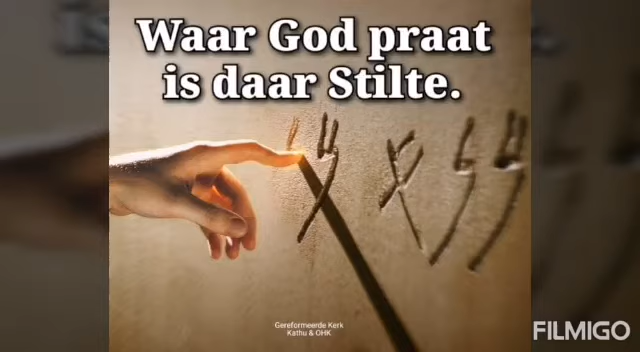 Waar God praat
is daar Stilte.
Gereformeerde Kerk
Kathu & OHK
FILMIGO